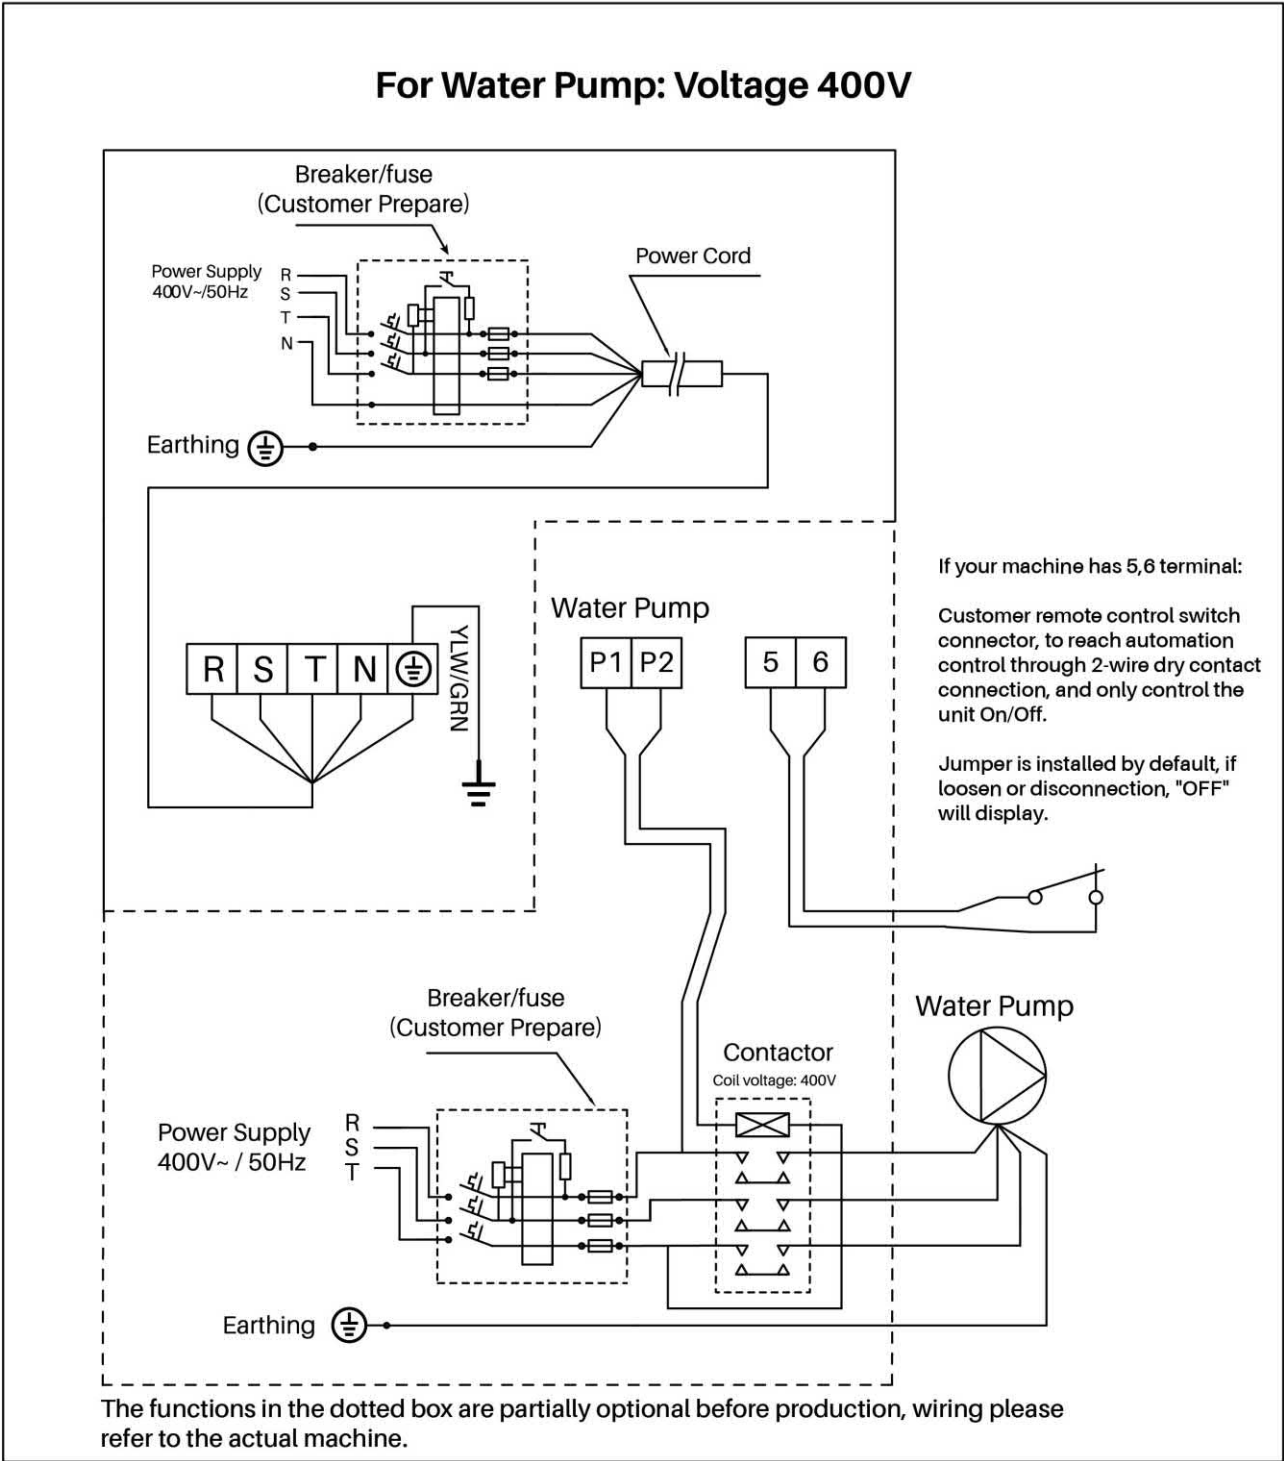 For Water Pump: Voltage 400V
Breaker/fuse
(Customer Prepare)
Power Cord
Power Supply
400V~/50Hz
R
S
T
N
Earthing
If your machine has 5,6 terminal:
Customer remote control switch
connector, to reach automation
control through 2-wire dry contact
connection, and only control the
unit On/Off.
Jumper is installed by default, if
loosen or disconnection, "OFF"
will display.
Water Pump
R S T N
YLW/GRN
P1 P2
5 6
Breaker/fuse
(Customer Prepare)
Water Pump
Contactor
Coil voltage: 400V
Power Supply
400V~ / 50Hz
R
S
T
Earthing
The functions in the dotted box are partially optional before production, wiring please
refer to the actual machine.